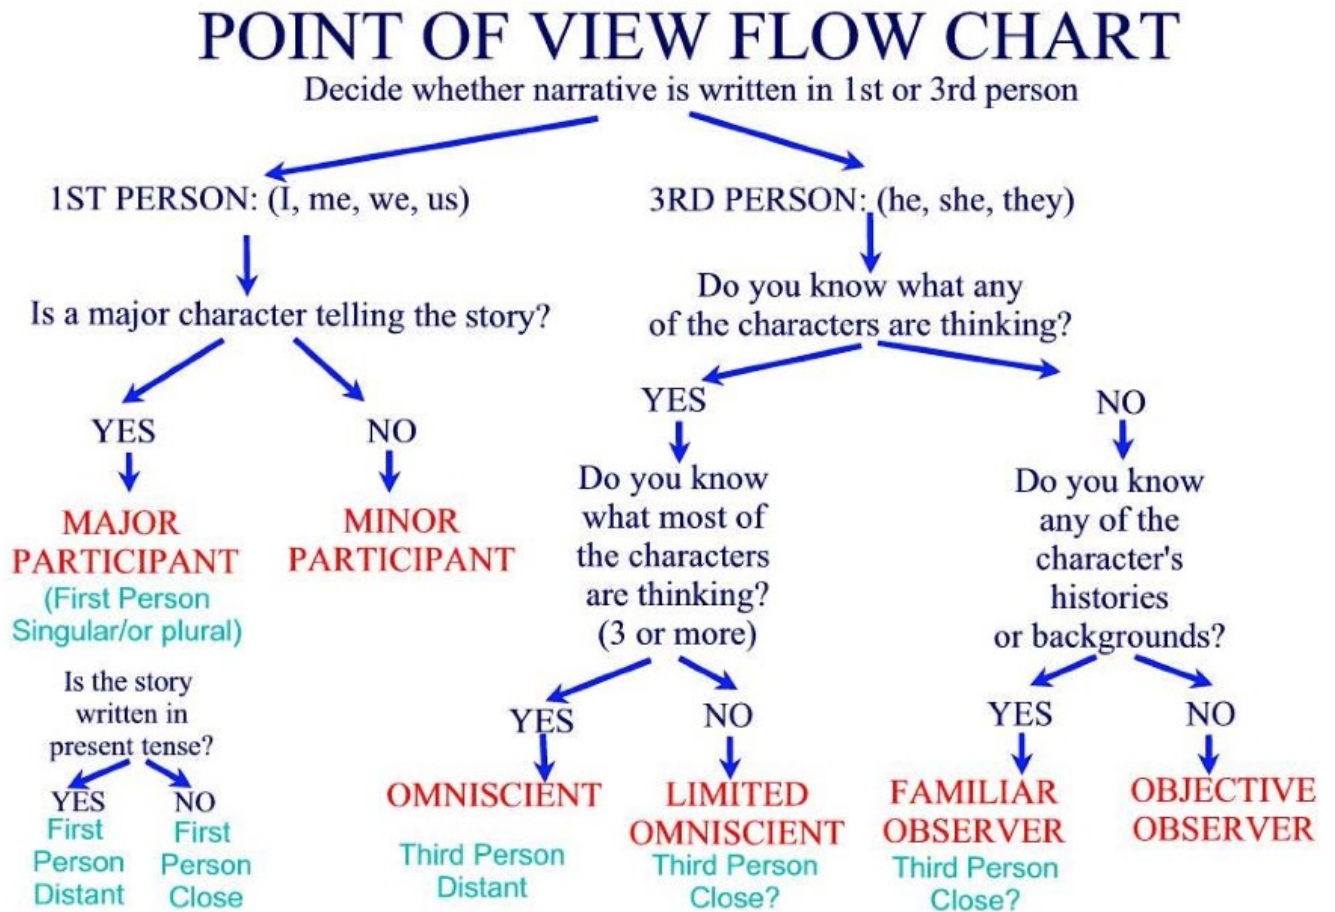 POINT OF VIEW FLOW CHART
Decide whether narrative is written in 1st or 3rd person
1ST PERSON: (I, me, we, us)
Is a major character telling the story?
YES
MAJOR
PARTICIPANT
(First Person
Singular/or plural)
NO
MINOR
PARTICIPANT
Is the story
written in
present tense?
YES
First
Person
Distant
NO
First
Person
Close
3RD PERSON: (he, she, they)
Do you know what any
of the characters are thinking?
YES
Do you know
what most of
the characters
are thinking?
(3 or more)
YES
OMNISCIENT
Third Person
Distant
NO
LIMITED
OMNISCIENT
Third Person
Close?
NO
Do you know
any of the
character's
histories
or backgrounds?
YES
FAMILIAR
OBSERVER
Third Person
Close?
NO
OBJECTIVE
OBSERVER